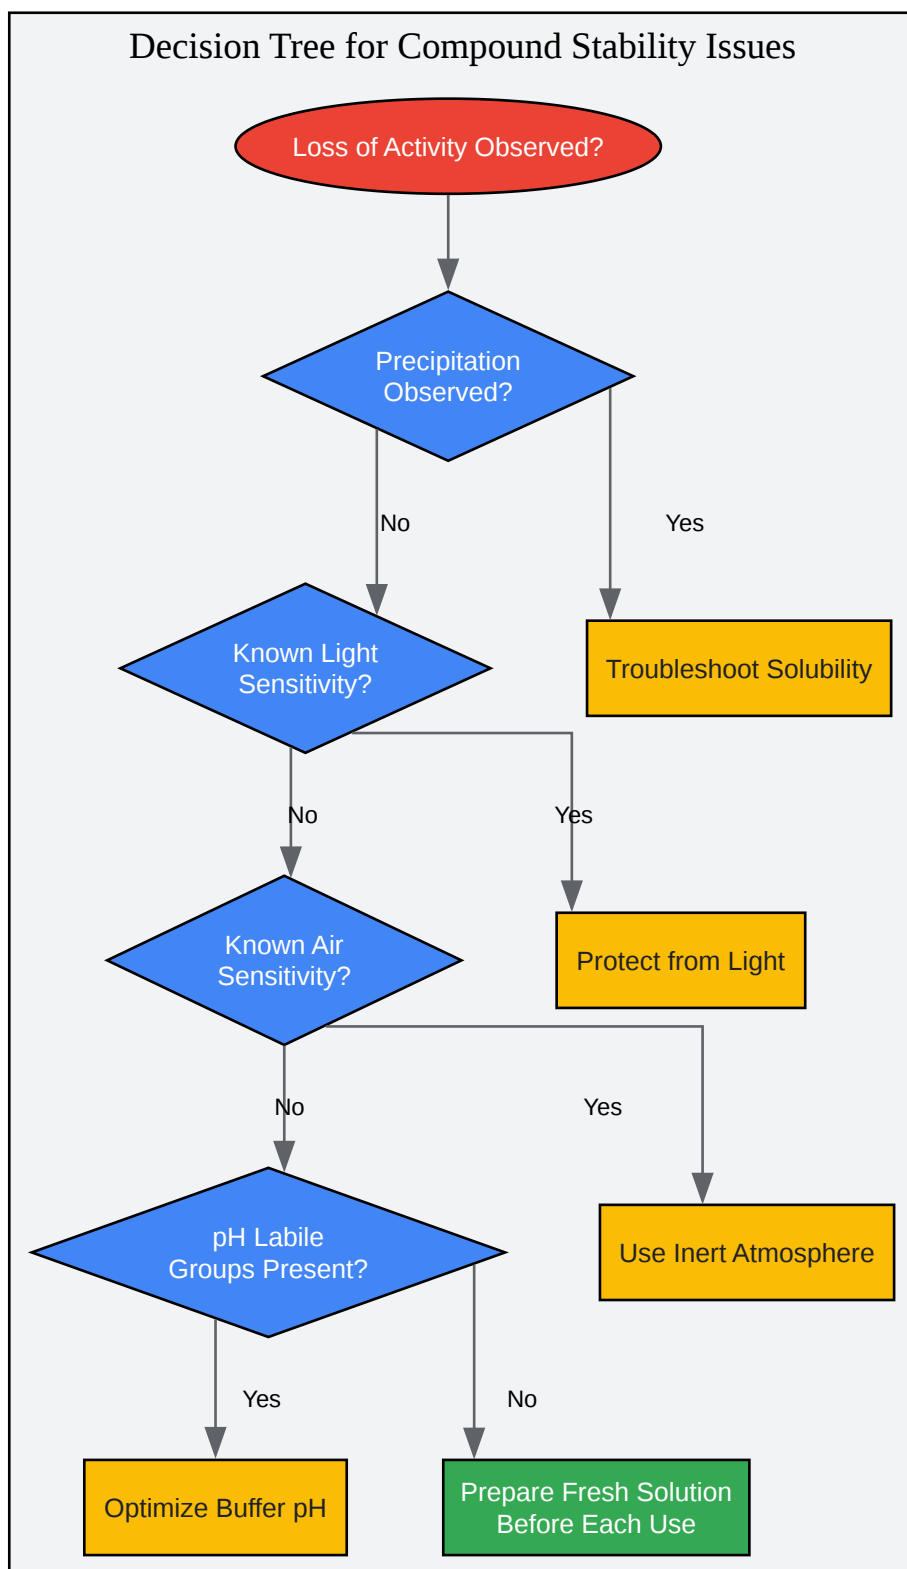 Decision Tree for Compound Stability Issues
Loss of Activity Observed?
Precipitation
Observed?
No
Yes
Known Light
Sensitivity?
Troubleshoot Solubility
No
Yes
Known Air
Sensitivity?
Protect from Light
No
Yes
pH Labile
Groups Present?
Use Inert Atmosphere
Yes
No
Optimize Buffer pH
Prepare Fresh Solution
Before Each Use